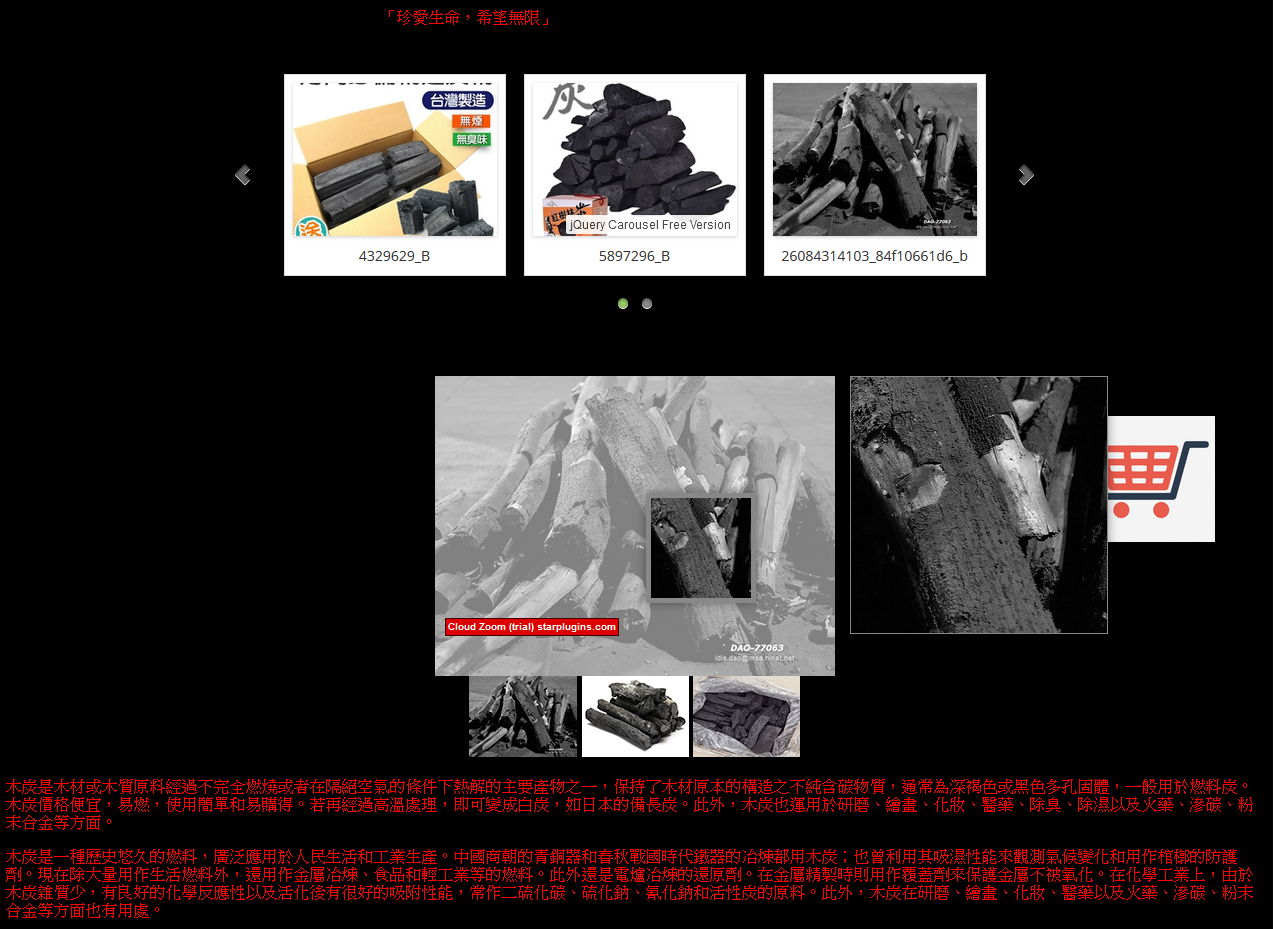 「珍愛生命，希望無限」
台灣製造
無煙
無臭味
灰
jQuery Carousel Free Version
4329629_B
5897296_B
26084314103_84f10661d6_b
DAO-77063
Cloud Zoom (trial) starplugins.com
DAO-77063
idis.dao@msa.hinet.net
木炭是木材或木質原料經過不完全燃燒或者在隔絕空氣的條件下熱解的主要產物之一，保持了木材原本的構造之不純含碳物質，通常為深褐色或黑色多孔固體，一般用於燃料炭。
木炭價格便宜，易燃，使用簡單和易購得。若再經過高溫處理，即可變成白炭，如日本的備長炭。此外，木炭也運用於研磨、繪畫、化妝、醫藥、除臭、除濕以及火藥、滲碳、粉
末合金等方面。
木炭是一種歷史悠久的燃料，廣泛應用於人民生活和工業生產。中國商朝的青銅器和春秋戰國時代鐵器的冶煉都用木炭；也曾利用其吸濕性能來觀測氣候變化和用作棺槨的防護
劑。現在除大量用作生活燃料外，還用作金屬冶煉、食品和輕工業等的燃料。此外還是電爐冶煉的還原劑。在金屬精製時則用作覆蓋劑來保護金屬不被氧化。在化學工業上，由於
木炭雜質少，有良好的化學反應性以及活化後有很好的吸附性能，常作二硫化碳、硫化鈉、氰化鈉和活性炭的原料。此外，木炭在研磨、繪畫、化妝、醫藥以及火藥、滲碳、粉末
合金等方面也有用處。